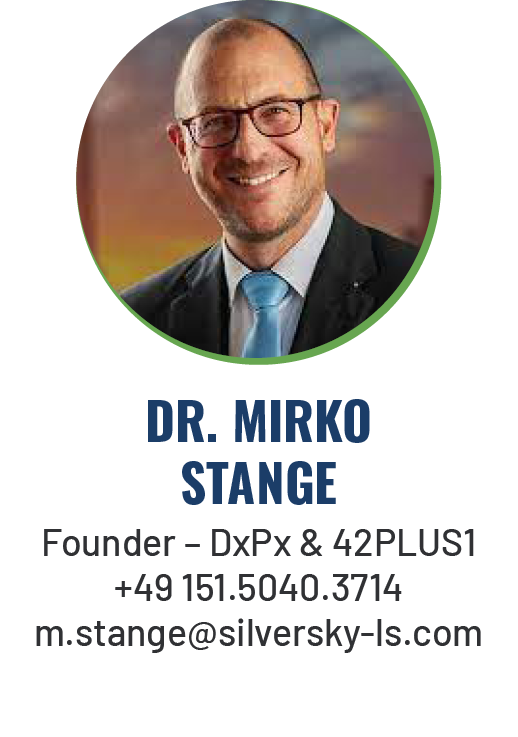 DR. MIRKO
STANGE
Founder – DxPx & 42PLUS1
+49 151.5040.3714
m.stange@silversky-ls.com